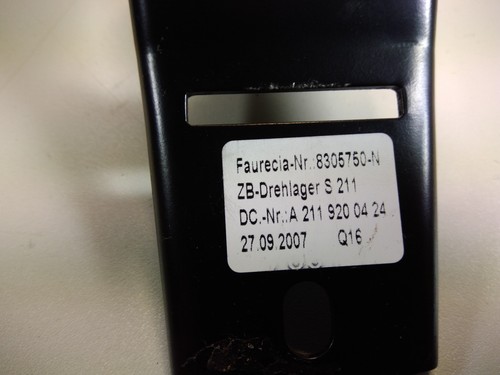 Faurecia-Nr.:8305750-N
ZB-Drehlager S 211
DC.-Nr.:A 211 920 04 24
27.09.2007 Q16